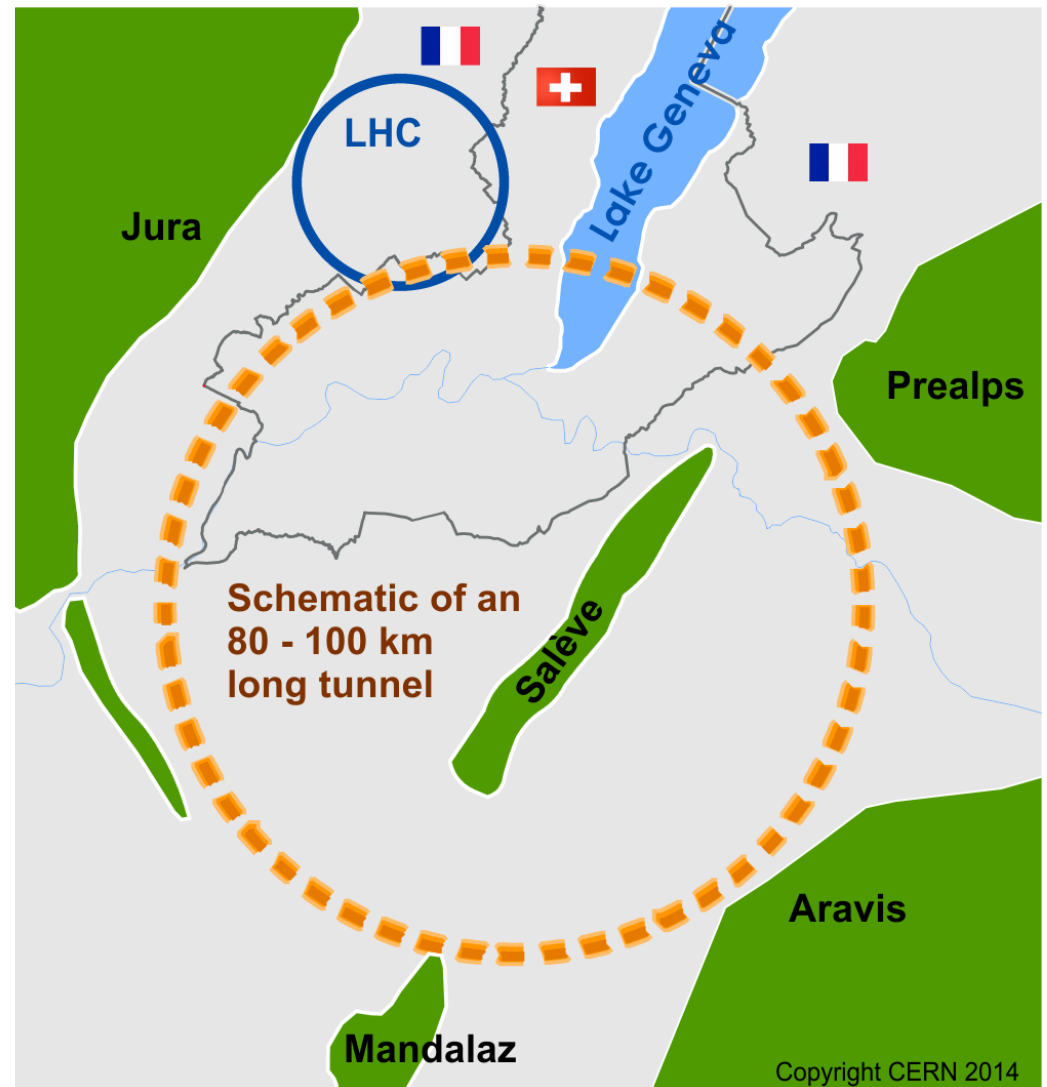 LHC
Lake Geneva
Jura
Prealps
Schematic of an
80 - 100 km
long tunnel
Salève
Aravis
Mandalaz
Copyright CERN 2014